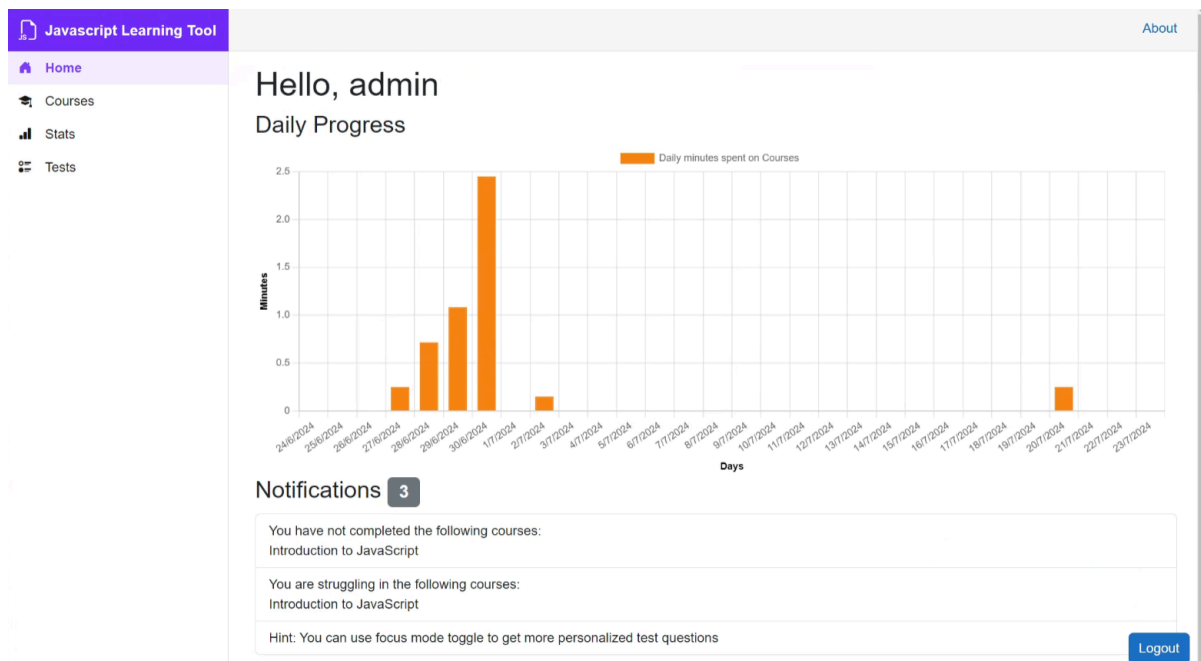 JS
Javascript Learning Tool
About
Home
Courses
Stats
Tests
Hello, admin
Daily Progress
Daily minutes spent on Courses
2.5
2.0
1.5
1.0
0.5
0
Minutes
24/6/2024
25/6/2024
26/6/2024
27/6/2024
28/6/2024
29/6/2024
30/6/2024
1/7/2024
2/7/2024
3/7/2024
4/7/2024
5/7/2024
6/7/2024
7/7/2024
8/7/2024
9/7/2024
10/7/2024
11/7/2024
12/7/2024
13/7/2024
14/7/2024
15/7/2024
16/7/2024
17/7/2024
18/7/2024
19/7/2024
20/7/2024
21/7/2024
22/7/2024
23/7/2024
Days
Notifications 3
You have not completed the following courses:
Introduction to JavaScript
You are struggling in the following courses:
Introduction to JavaScript
Hint: You can use focus mode toggle to get more personalized test questions
Logout